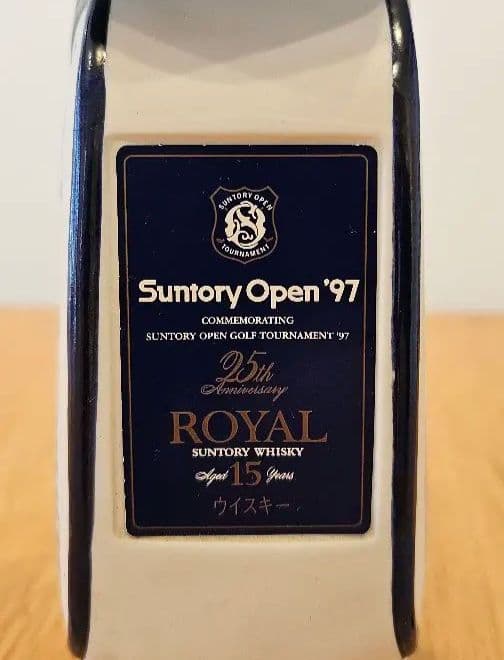 SUNTORY OPEN
S
TOURNAMENT
Suntory Open '97
COMMEMORATING
SUNTORY OPEN GOLF TOURNAMENT '97
25th
Anniversary
ROYAL
SUNTORY WHISKY
Aged 15 Years
ウイスキー